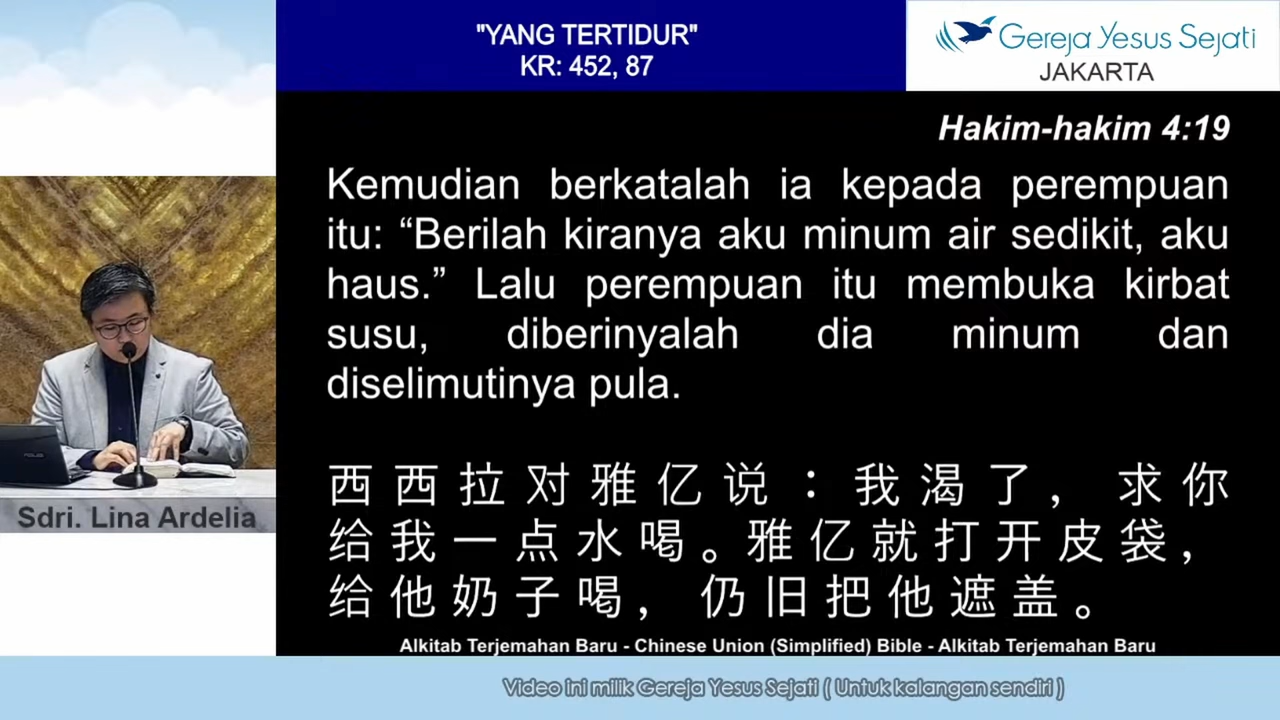 "YANG TERTIDUR"
KR: 452, 87
Gereja Yesus Sejati
JAKARTA
Hakim-hakim 4:19
Kemudian berkatalah ia kepada perempuan
itu: “Berilah kiranya aku minum air sedikit, aku
haus.” Lalu perempuan itu membuka kirbat
susu, diberinyalah dia minum dan
diselimutinya pula.
西西拉对雅亿说：我渴了，求你
给我一点水喝。雅亿就打开皮袋，
给他奶子喝，仍旧把他遮盖。
Alkitab Terjemahan Baru - Chinese Union (Simplified) Bible - Alkitab Terjemahan Baru
Sdri. Lina Ardelia
Video ini milik Gereja Yesus Sejati ( Untuk kalangan sendiri )